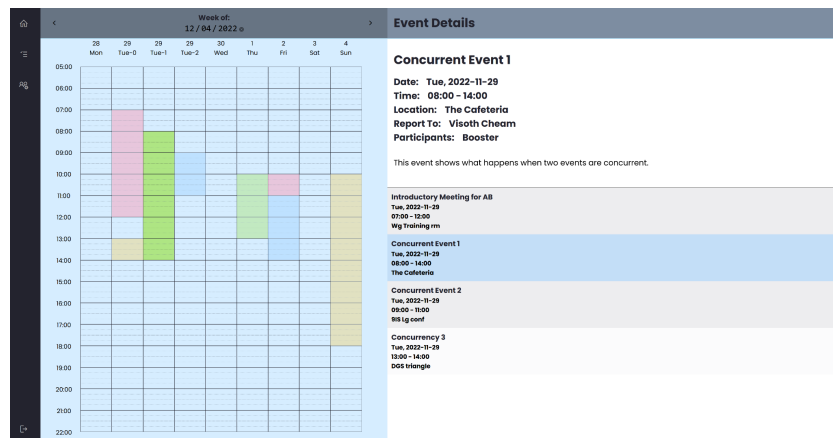 Week of:
12/04/2022
28 29 29 29 30 1 2 3 4
Mon Tue-0 Tue-1 Tue-2 Wed Thu Fri Sat Sun
05:00
06:00
07:00
08:00
09:00
10:00
11:00
12:00
13:00
14:00
15:00
16:00
17:00
18:00
19:00
20:00
21:00
22:00
Event Details
Concurrent Event 1
Date: Tue, 2022-11-29
Time: 08:00 - 14:00
Location: The Cafeteria
Report To: Visoth Cheam
Participants: Booster
This event shows what happens when two events are concurrent.
Introductory Meeting for AB
Tue, 2022-11-29
07:00 - 12:00
Wg Training rm
Concurrent Event 1
Tue, 2022-11-29
08:00 - 14:00
The Cafeteria
Concurrent Event 2
Tue, 2022-11-29
09:00 - 11:00
9IS Lg conf
Concurrency 3
Tue, 2022-11-29
13:00 - 14:00
DGS triangle